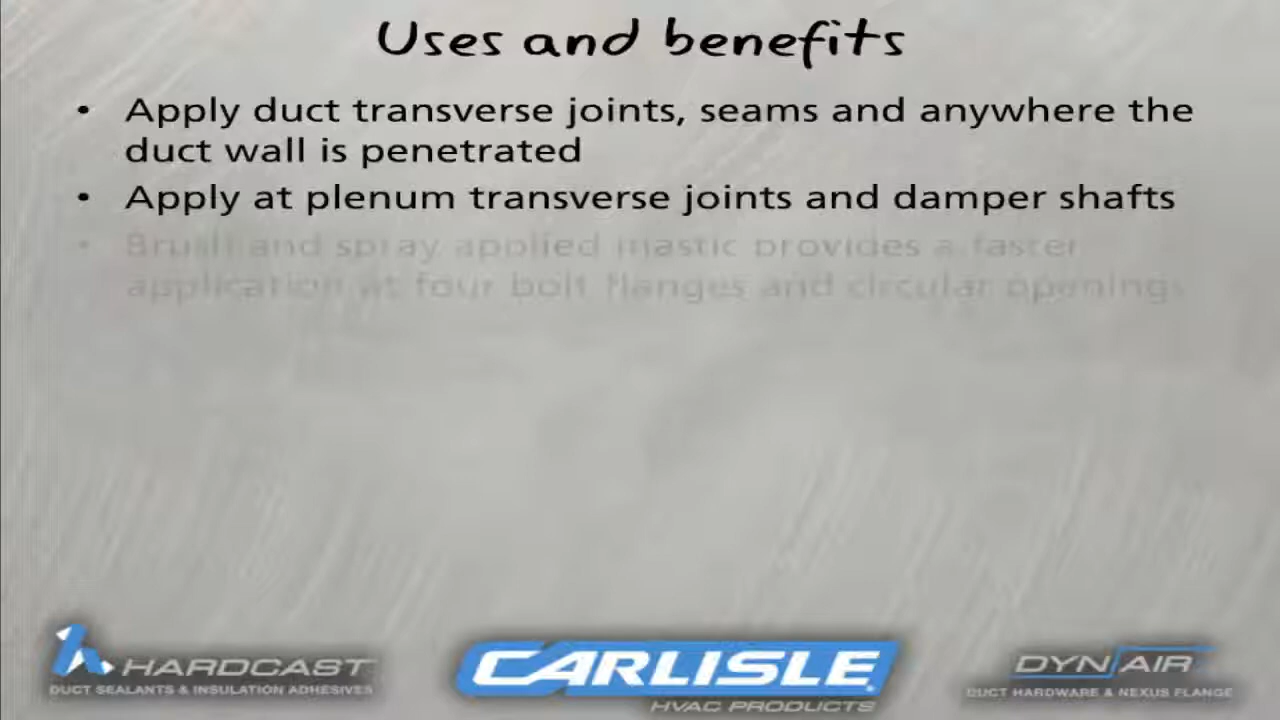 Uses and benefits
• Apply duct transverse joints, seams and anywhere the
duct wall is penetrated
• Apply at plenum transverse joints and damper shafts
• Brush and spray applied mastic provides a faster
application at four bolt flanges and circular openings
HARDCAST
DUCT SEALANTS & INSULATION ADHESIVES
CARLISLE
HVAC PRODUCTS
DYN AIR
DUCT HARDWARE & NEXUS FLANGE